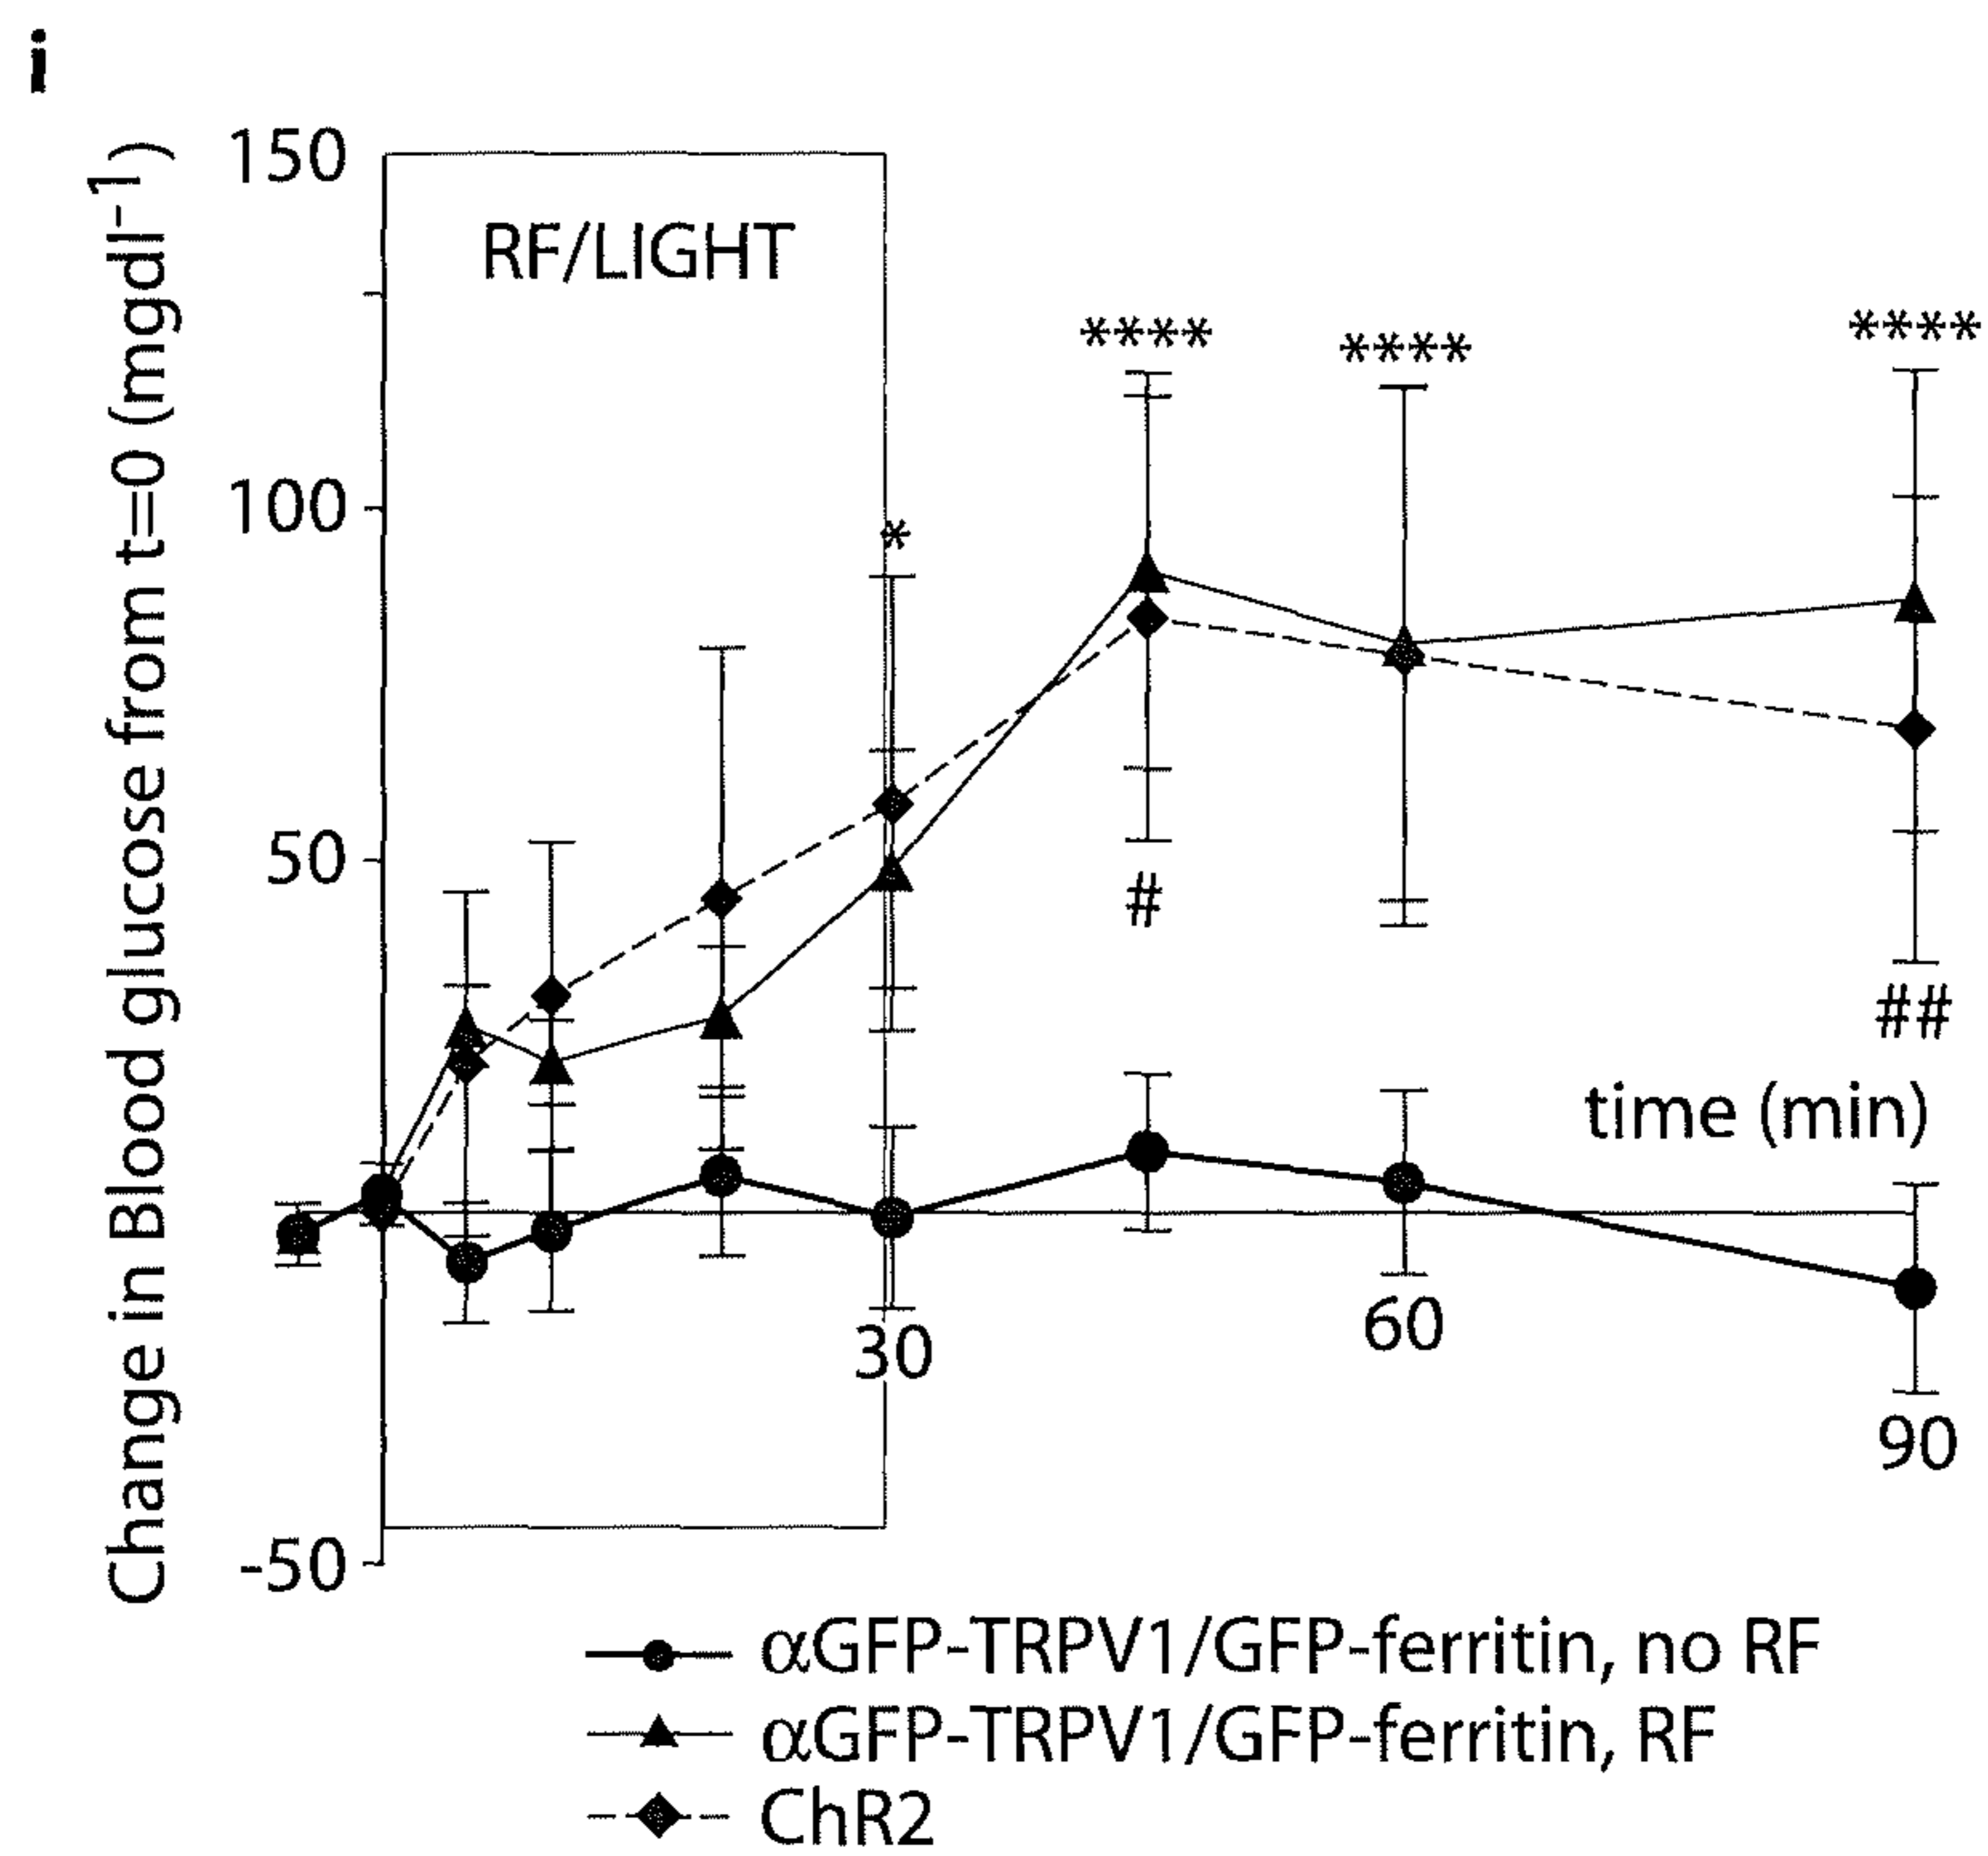 i
Change in Blood glucose from t=0 (mgdl⁻¹)
150
100
50
-50
RF/LIGHT
*
****
****
****
#
##
time (min)
30
60
90
αGFP-TRPV1/GFP-ferritin, no RF
αGFP-TRPV1/GFP-ferritin, RF
ChR2